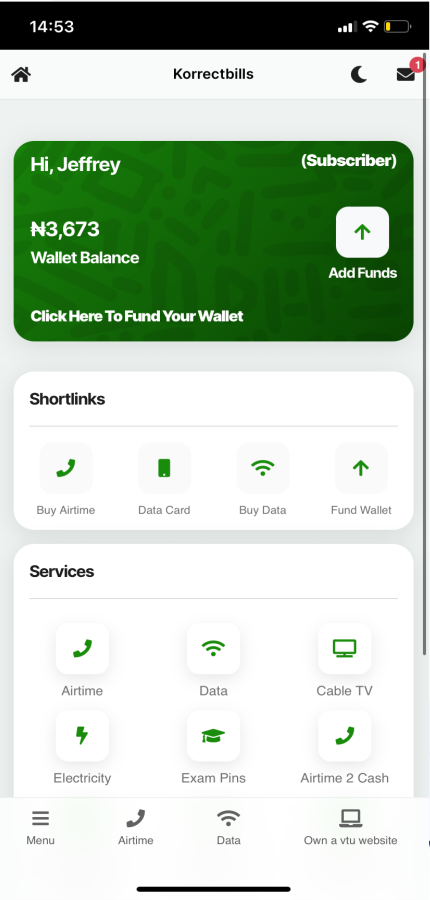 14:53
Korrectbills
1
Hi, Jeffrey
(Subscriber)
₦3,673
Wallet Balance
Add Funds
Click Here To Fund Your Wallet
Shortlinks
Buy Airtime
Data Card
Buy Data
Fund Wallet
Services
Airtime
Data
Cable TV
Electricity
Exam Pins
Airtime 2 Cash
Menu
Airtime
Data
Own a vtu website